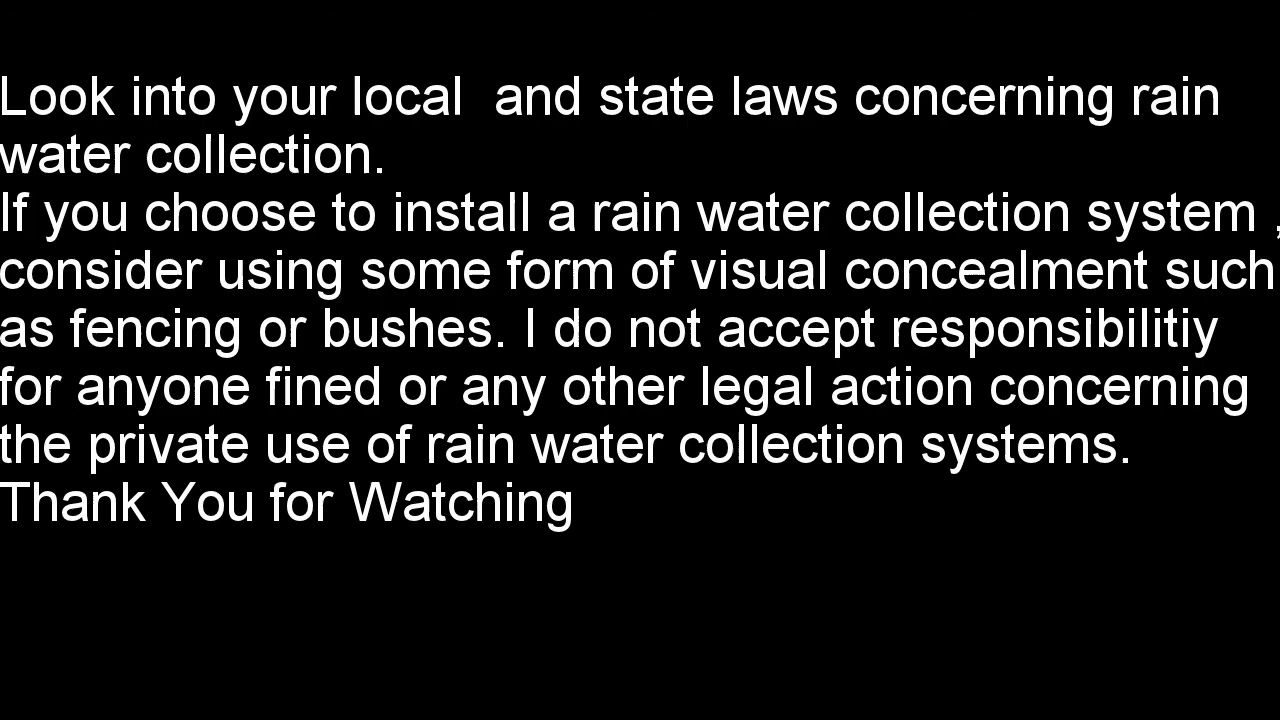 Look into your local  and state laws concerning rain
water collection.
If you choose to install a rain water collection system ,
consider using some form of visual concealment such
as fencing or bushes. I do not accept responsibilitiy
for anyone fined or any other legal action concerning
the private use of rain water collection systems.
Thank You for Watching